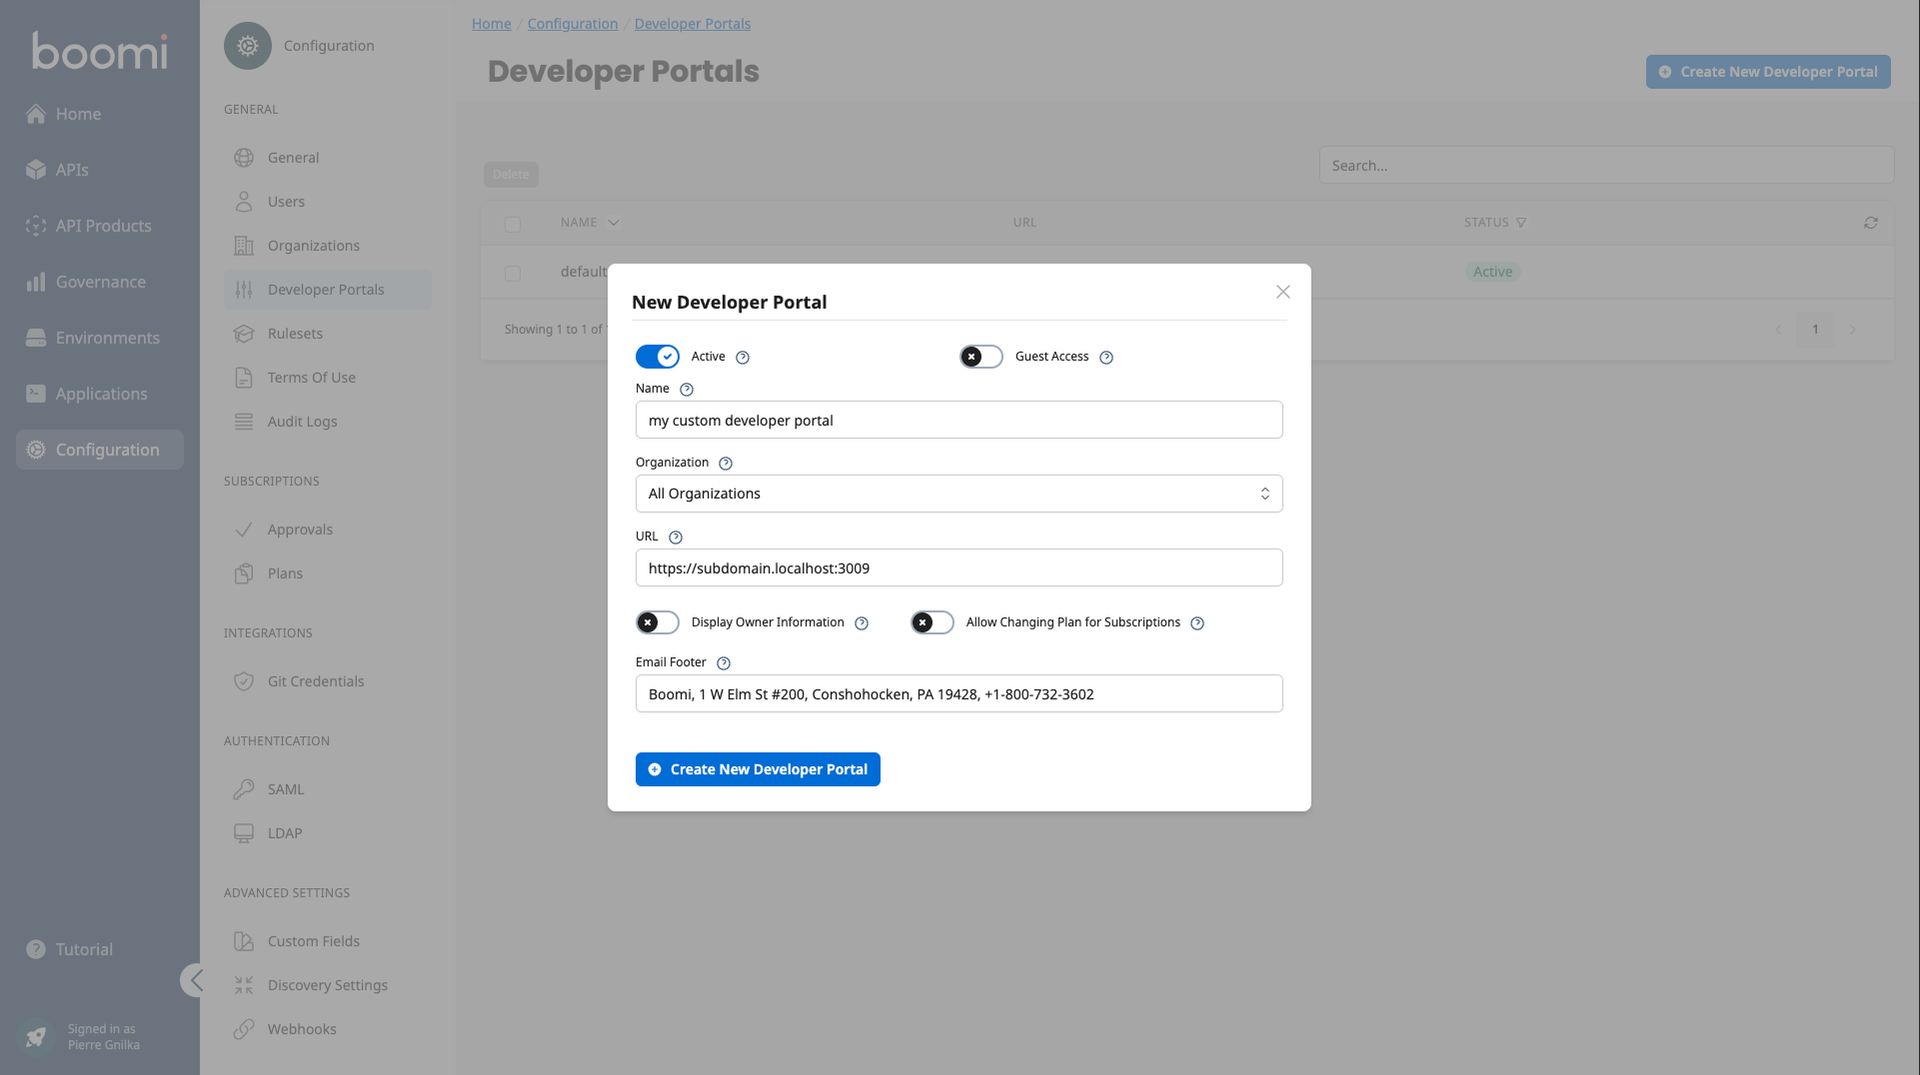 boomi
Home
APIs
API Products
Governance
Environments
Applications
Configuration
Tutorial
Signed in as
Pierre Gnilka
Configuration
GENERAL
General
Users
Organizations
Developer Portals
Rulesets
Terms Of Use
Audit Logs
SUBSCRIPTIONS
Approvals
Plans
INTEGRATIONS
Git Credentials
AUTHENTICATION
SAML
LDAP
ADVANCED SETTINGS
Custom Fields
Discovery Settings
Webhooks
Home / Configuration / Developer Portals
Developer Portals
Create New Developer Portal
Delete
Search...
NAME URL STATUS
default Active
Showing 1 to 1 of
1
New Developer Portal
Active ? Guest Access ?
Name ?
my custom developer portal
Organization ?
All Organizations
URL ?
https://subdomain.localhost:3009
Display Owner Information ? Allow Changing Plan for Subscriptions ?
Email Footer ?
Boomi, 1 W Elm St #200, Conshohocken, PA 19428, +1-800-732-3602
Create New Developer Portal